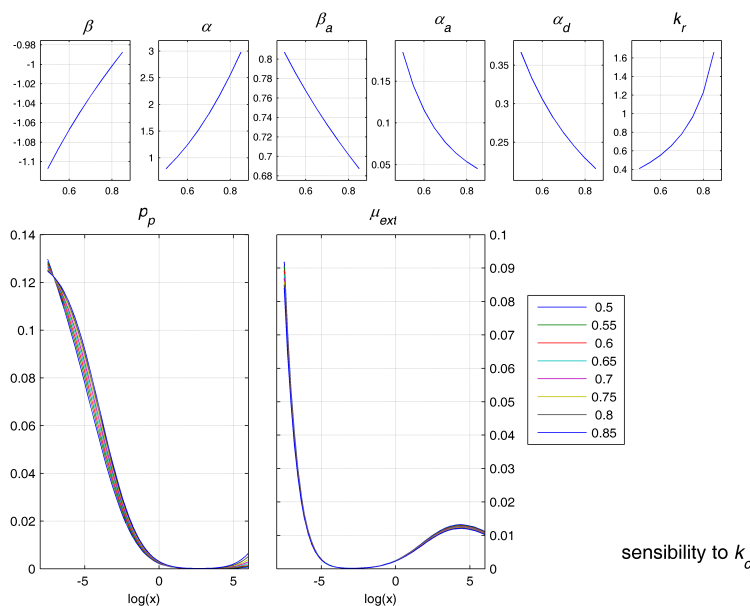 β α β_a α_a α_d k_r
-0.98 3 0.8 0.15 0.35 1.6
-1 2.5 0.78 0.1 0.3 1.4
-1.02 2 0.76 0.05 0.25 1.2
-1.04 1.5 0.74 1
-1.06 1 0.72 0.8
-1.08 0.7 0.6
-1.1 0.68 0.4
0.6 0.8 0.6 0.8 0.6 0.8 0.6 0.8 0.6 0.8 0.6 0.8
p_p μ_ext
0.14 0.1
0.12 0.09
0.1 0.08
0.08 0.07
0.06 0.06
0.04 0.05
0.02 0.04
0 0.03
0.02
0.01
0
-5 0 5 -5 0 5
log(x) log(x)
0.5
0.55
0.6
0.65
0.7
0.75
0.8
0.85
sensibility to k